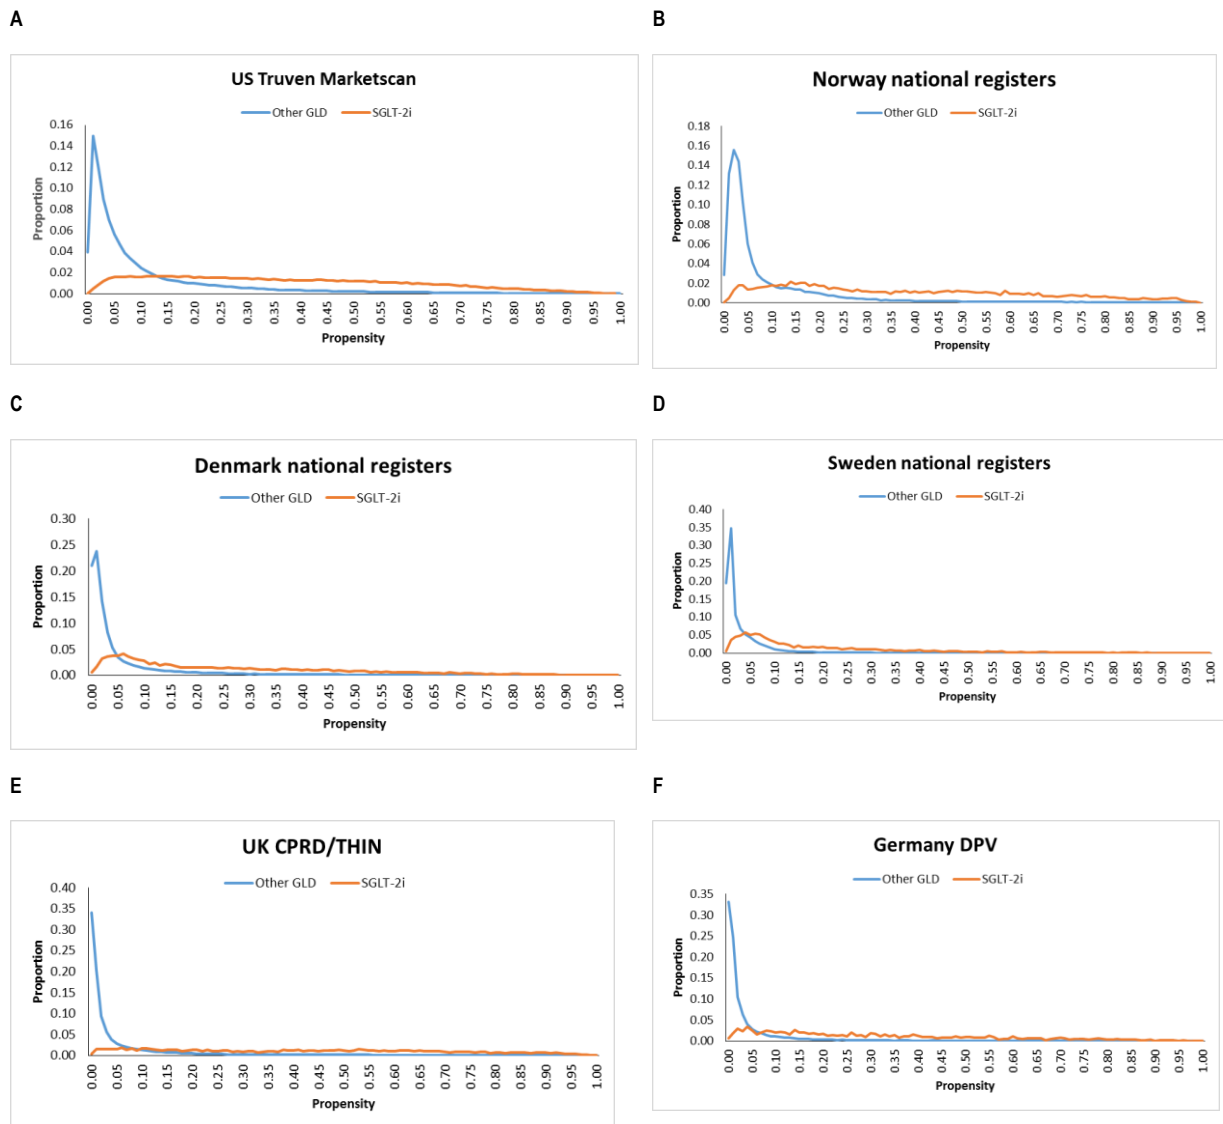 A
US Truven Marketscan
Other GLD SGLT-2i
Proportion
0.16
0.14
0.12
0.10
0.08
0.06
0.04
0.02
0.00
0.00 0.05 0.10 0.15 0.20 0.25 0.30 0.35 0.40 0.45 0.50 0.55 0.60 0.65 0.70 0.75 0.80 0.85 0.90 0.95 1.00
Propensity
B
Norway national registers
Other GLD SGLT-2i
Proportion
0.18
0.16
0.14
0.12
0.10
0.08
0.06
0.04
0.02
0.00
0.00 0.05 0.10 0.15 0.20 0.25 0.30 0.35 0.40 0.45 0.50 0.55 0.60 0.65 0.70 0.75 0.80 0.85 0.90 0.95 1.00
Propensity
C
Denmark national registers
Other GLD SGLT-2i
Proportion
0.30
0.25
0.20
0.15
0.10
0.05
0.00
0.00 0.05 0.10 0.15 0.20 0.25 0.30 0.35 0.40 0.45 0.50 0.55 0.60 0.65 0.70 0.75 0.80 0.85 0.90 0.95 1.00
Propensity
D
Sweden national registers
Other GLD SGLT-2i
Proportion
0.40
0.35
0.30
0.25
0.20
0.15
0.10
0.05
0.00
0.00 0.05 0.10 0.15 0.20 0.25 0.30 0.35 0.40 0.45 0.50 0.55 0.60 0.65 0.70 0.75 0.80 0.85 0.90 0.95 1.00
Propensity
E
UK CPRD/THIN
Other GLD SGLT-2i
Proportion
0.40
0.35
0.30
0.25
0.20
0.15
0.10
0.05
0.00
0.00 0.05 0.10 0.15 0.20 0.25 0.30 0.35 0.40 0.45 0.50 0.55 0.60 0.65 0.70 0.75 0.80 0.85 0.90 0.95 1.00
Propensity
F
Germany DPV
Other GLD SGLT-2i
Proportion
0.35
0.30
0.25
0.20
0.15
0.10
0.05
0.00
0.00 0.05 0.10 0.15 0.20 0.25 0.30 0.35 0.40 0.45 0.50 0.55 0.60 0.65 0.70 0.75 0.80 0.85 0.90 0.95 1.00
Propensity